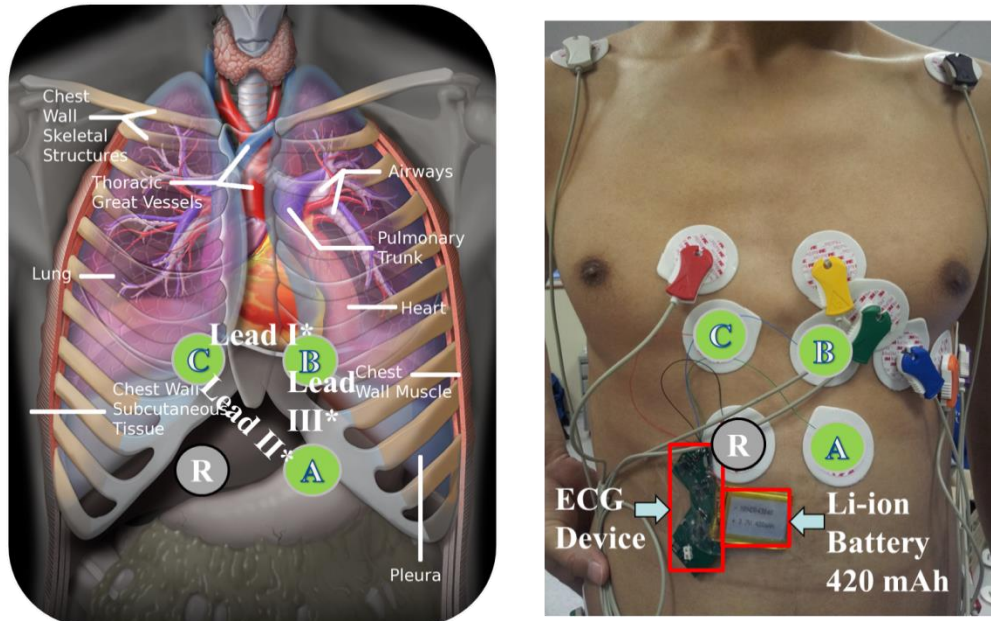 Chest
Wall
Skeletal
Structures
Thoracic
Great Vessels
Airways
Pulmonary
Trunk
Lung
Heart
Lead I*
C
B
Lead II*
Lead
III*
Chest
Wall Muscle
Chest Wall
Subcutaneous
Tissue
R
A
Pleura
C
B
R
A
ECG
Device
Li-ion
Battery
420 mAh